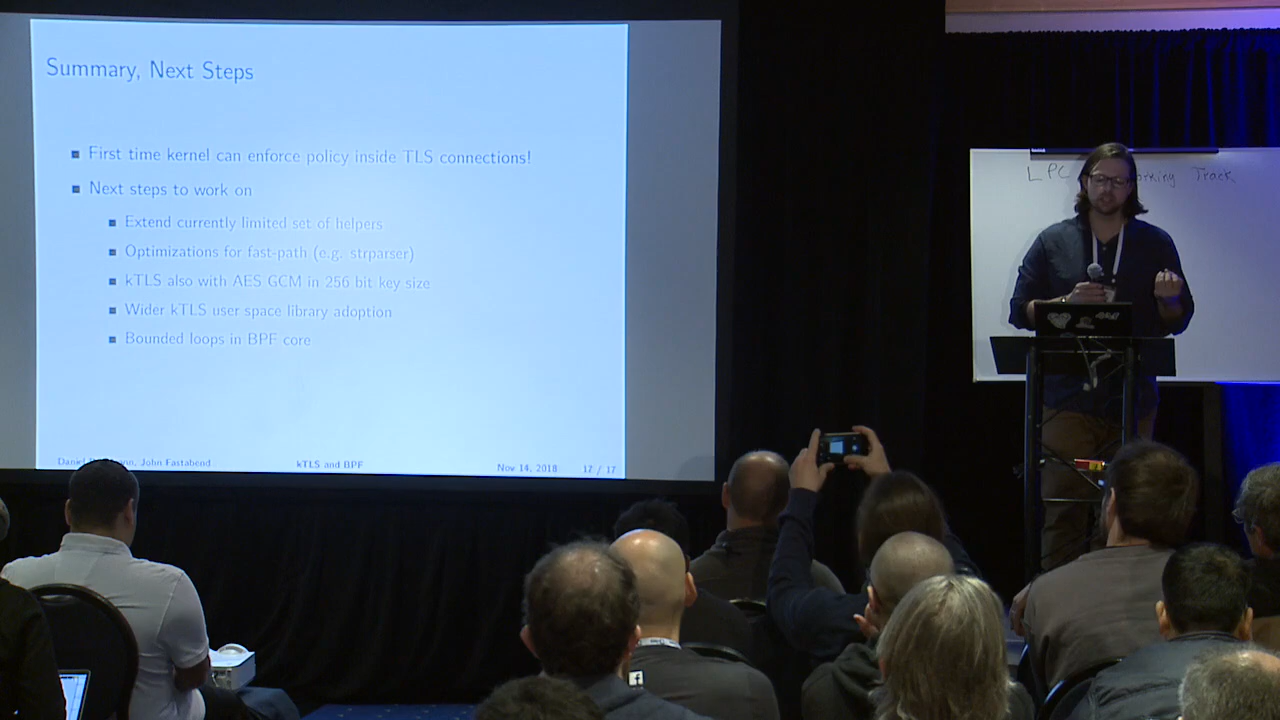 Summary, Next Steps
First time kernel can enforce policy inside TLS connections!
Next steps to work on
Extend currently limited set of helpers
Optimizations for fast-path (e.g. strparser)
kTLS also with AES GCM in 256 bit key size
Wider kTLS user space library adoption
Bounded loops in BPF core
Daniel John Fastabend
kTLS and BPF
Nov 14, 2018 17 / 17
LPC Track
f